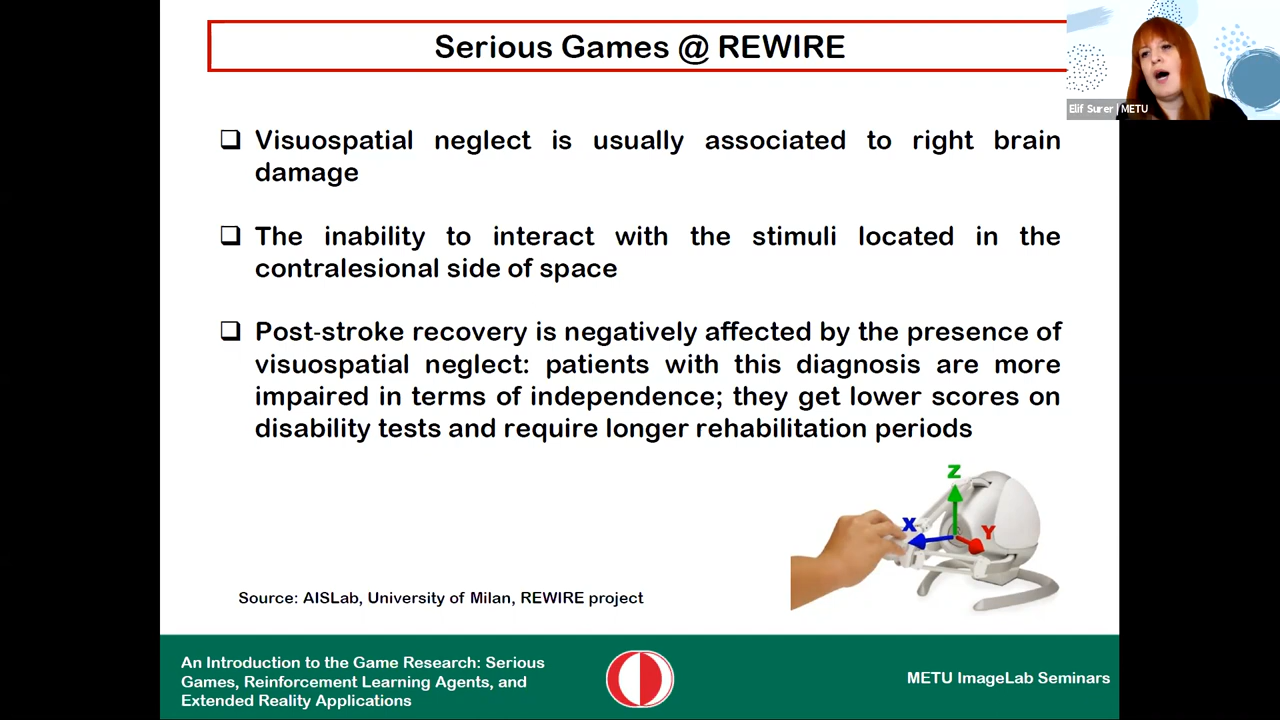 Serious Games @ REWIRE
Elif Surer | METU
❑ Visuospatial neglect is usually associated to right brain
damage
❑ The inability to interact with the stimuli located in the
contralesional side of space
❑ Post-stroke recovery is negatively affected by the presence of
visuospatial neglect: patients with this diagnosis are more
impaired in terms of independence; they get lower scores on
disability tests and require longer rehabilitation periods
Z
X
Y
Source: AISLab, University of Milan, REWIRE project
An Introduction to the Game Research: Serious
Games, Reinforcement Learning Agents, and
Extended Reality Applications
METU ImageLab Seminars